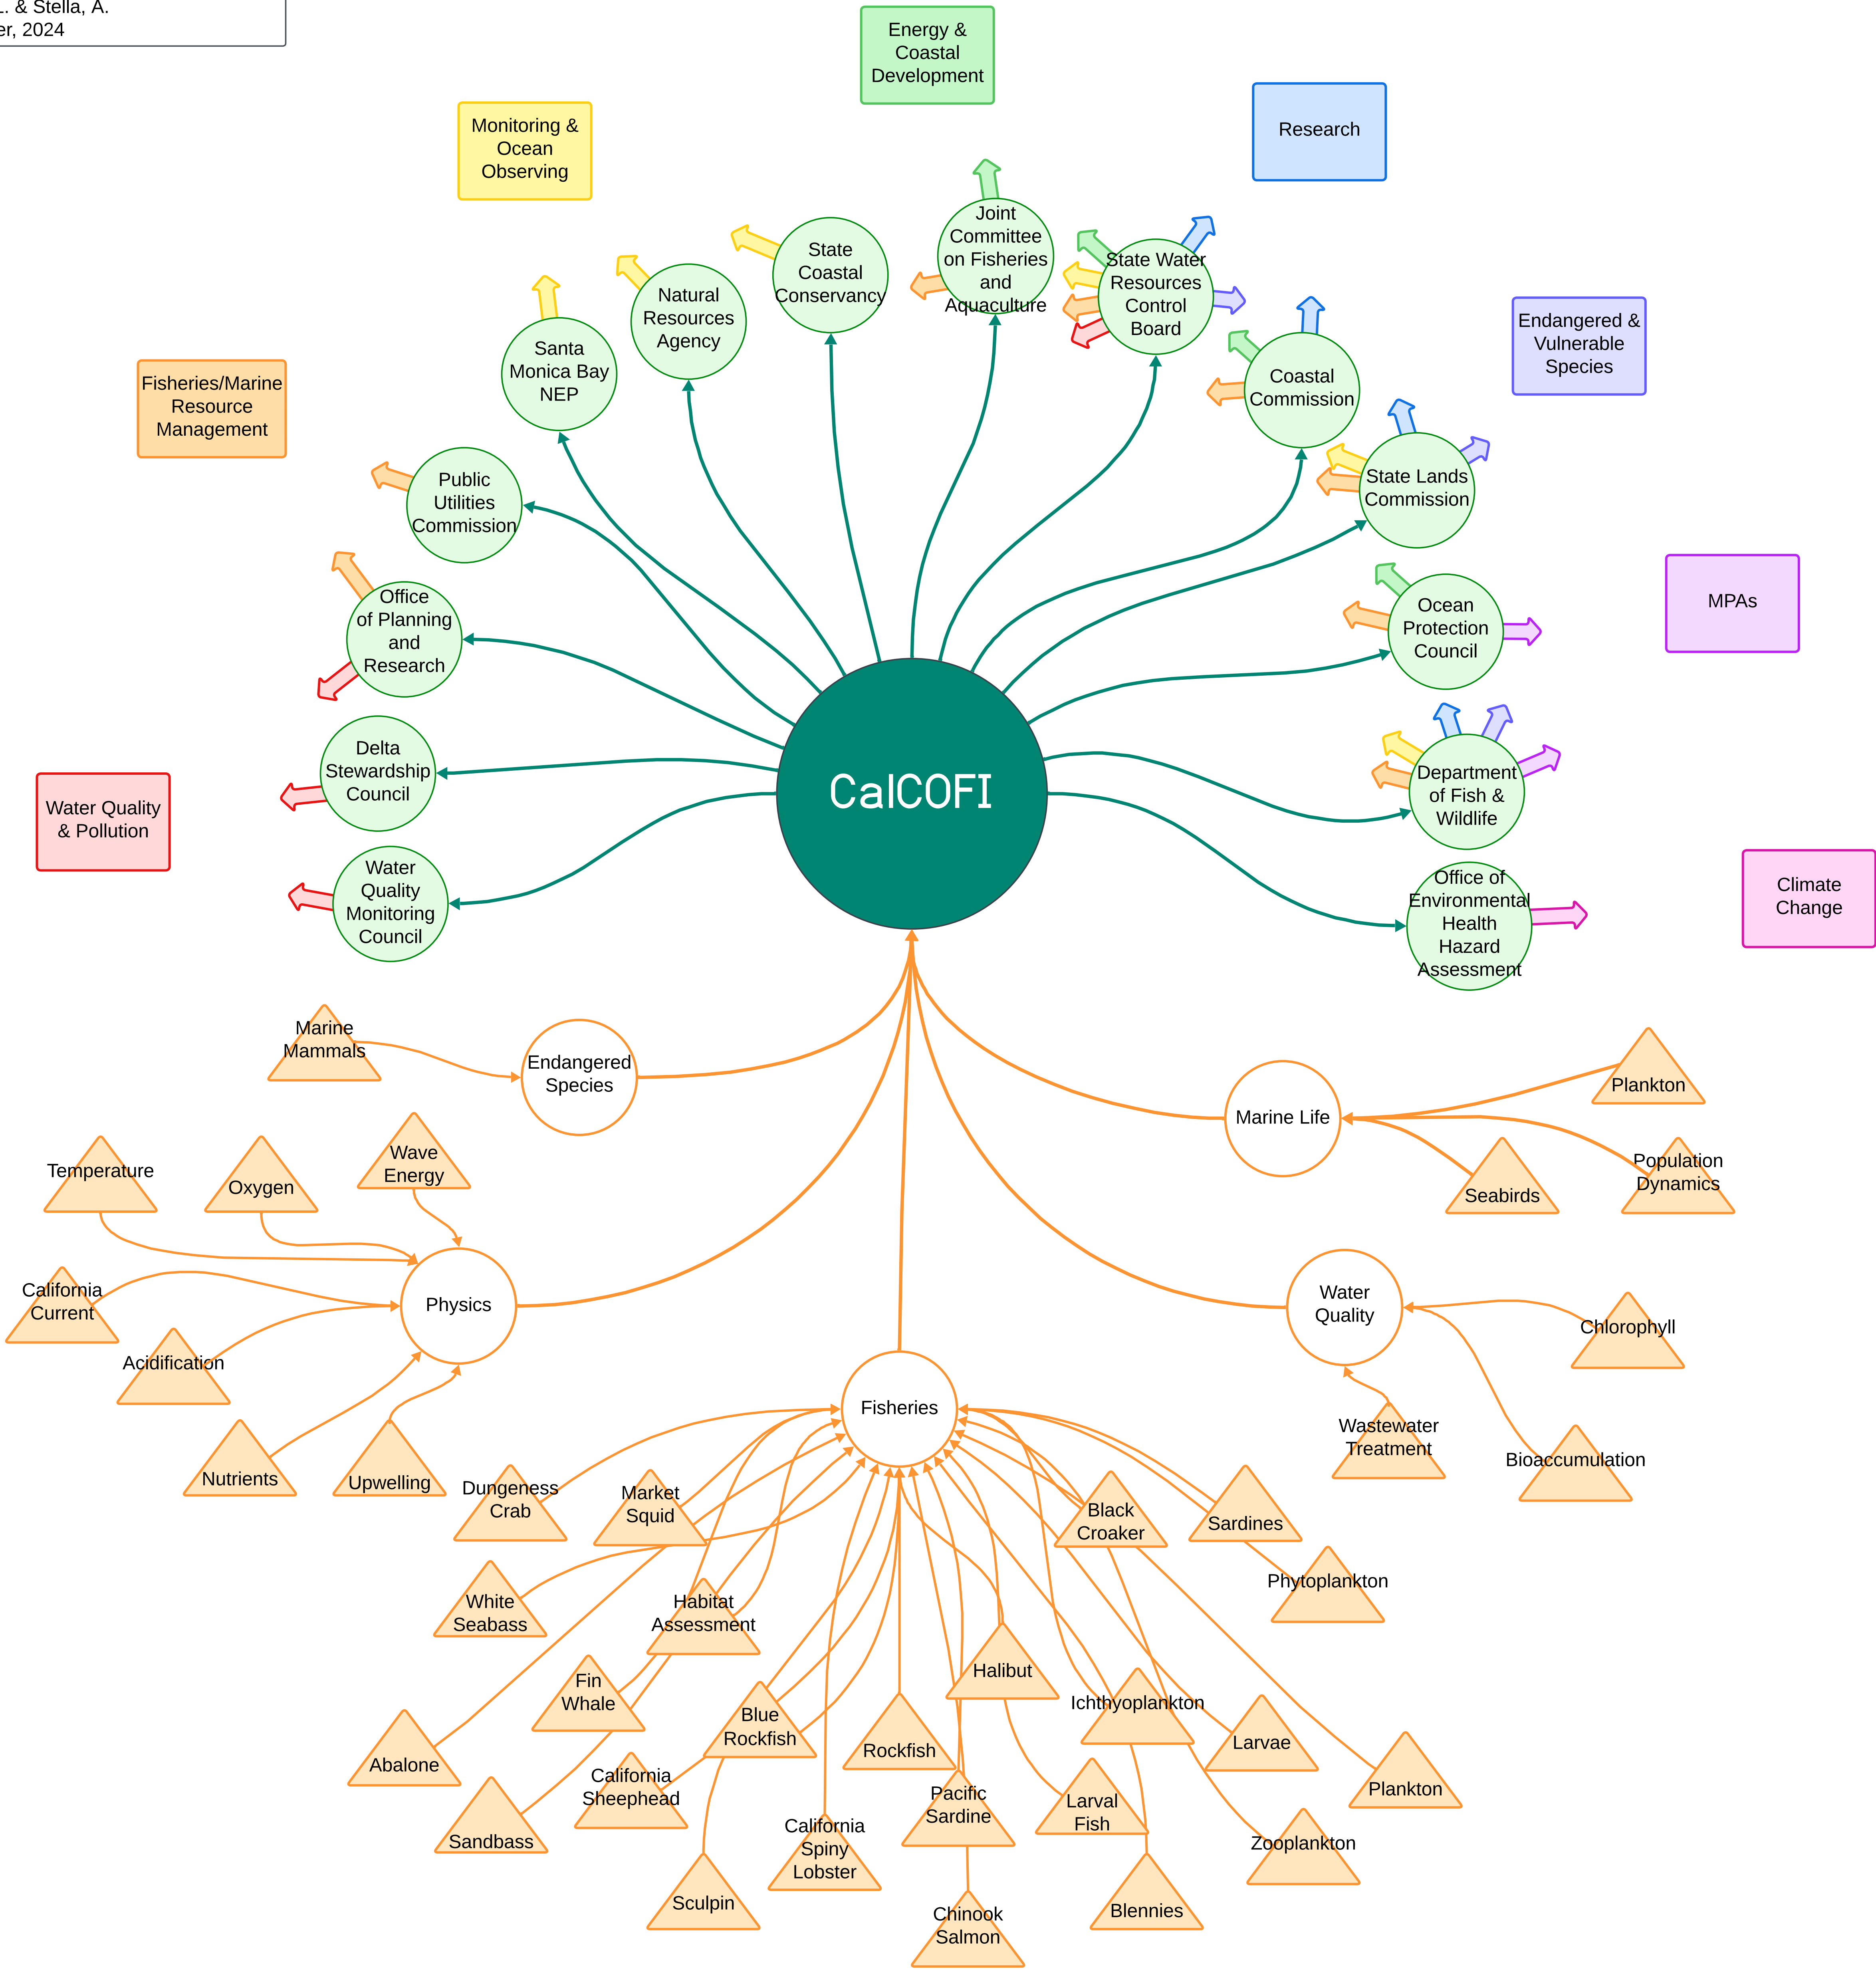 & Stella, A.
2024
Energy &
Coastal
Development
Monitoring &
Ocean
Observing
Research
Joint
Committee
on Fisheries
and
Aquaculture
State
Coastal
Conservancy
State Water
Resources
Control
Board
Natural
Resources
Agency
Endangered &
Vulnerable
Species
Santa
Monica Bay
NEP
Fisheries/Marine
Resource
Management
Coastal
Commission
Public
Utilities
Commission
State Lands
Commission
Office
of Planning
and
Research
Ocean
Protection
Council
MPAs
Delta
Stewardship
Council
CalCOFI
Department
of Fish &
Wildlife
Water Quality
& Pollution
Water
Quality
Monitoring
Council
Office of
Environmental
Health
Hazard
Assessment
Climate
Change
Marine
Mammals
Endangered
Species
Marine Life
Plankton
Seabirds
Population
Dynamics
Temperature
Oxygen
Wave
Energy
California
Current
Physics
Acidification
Nutrients
Upwelling
Water
Quality
Chlorophyll
Wastewater
Treatment
Bioaccumulation
Fisheries
Dungeness
Crab
Market
Squid
Black
Croaker
Sardines
White
Seabass
Habitat
Assessment
Phytoplankton
Fin
Whale
Blue
Rockfish
Rockfish
Halibut
Ichthyoplankton
Larvae
Abalone
California
Sheephead
Pacific
Sardine
Larval
Fish
Plankton
Sandbass
California
Spiny
Lobster
Zooplankton
Sculpin
Chinook
Salmon
Blennies